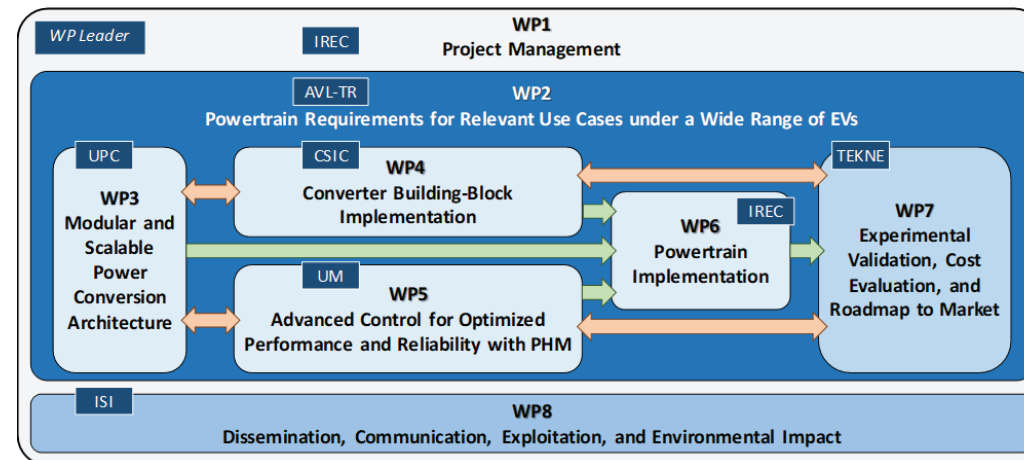 WP Leader
IREC
WP1
Project Management
AVL-TR
WP2
Powertrain Requirements for Relevant Use Cases under a Wide Range of EVs
UPC
WP3
Modular and
Scalable
Power
Conversion
Architecture
CSIC
WP4
Converter Building-Block
Implementation
UM
WP5
Advanced Control for Optimized
Performance and Reliability with PHM
IREC
WP6
Powertrain
Implementation
TEKNE
WP7
Experimental
Validation, Cost
Evaluation, and
Roadmap to Market
ISI
WP8
Dissemination, Communication, Exploitation, and Environmental Impact